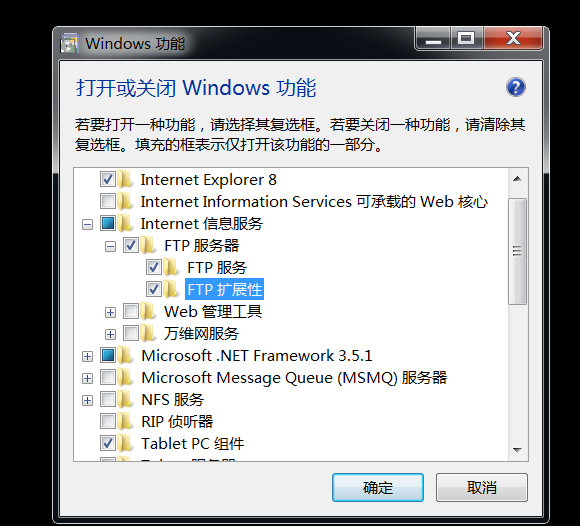 Windows 功能
打开或关闭 Windows 功能
若要打开一种功能，请选择其复选框。若要关闭一种功能，请清除其
复选框。填充的框表示仅打开该功能的一部分。
Internet Explorer 8
Internet Information Services 可承载的 Web 核心
Internet 信息服务
FTP 服务器
FTP 服务
FTP 扩展性
Web 管理工具
万维网服务
Microsoft .NET Framework 3.5.1
Microsoft Message Queue (MSMQ) 服务器
NFS 服务
RIP 侦听器
Tablet PC 组件
确定
取消